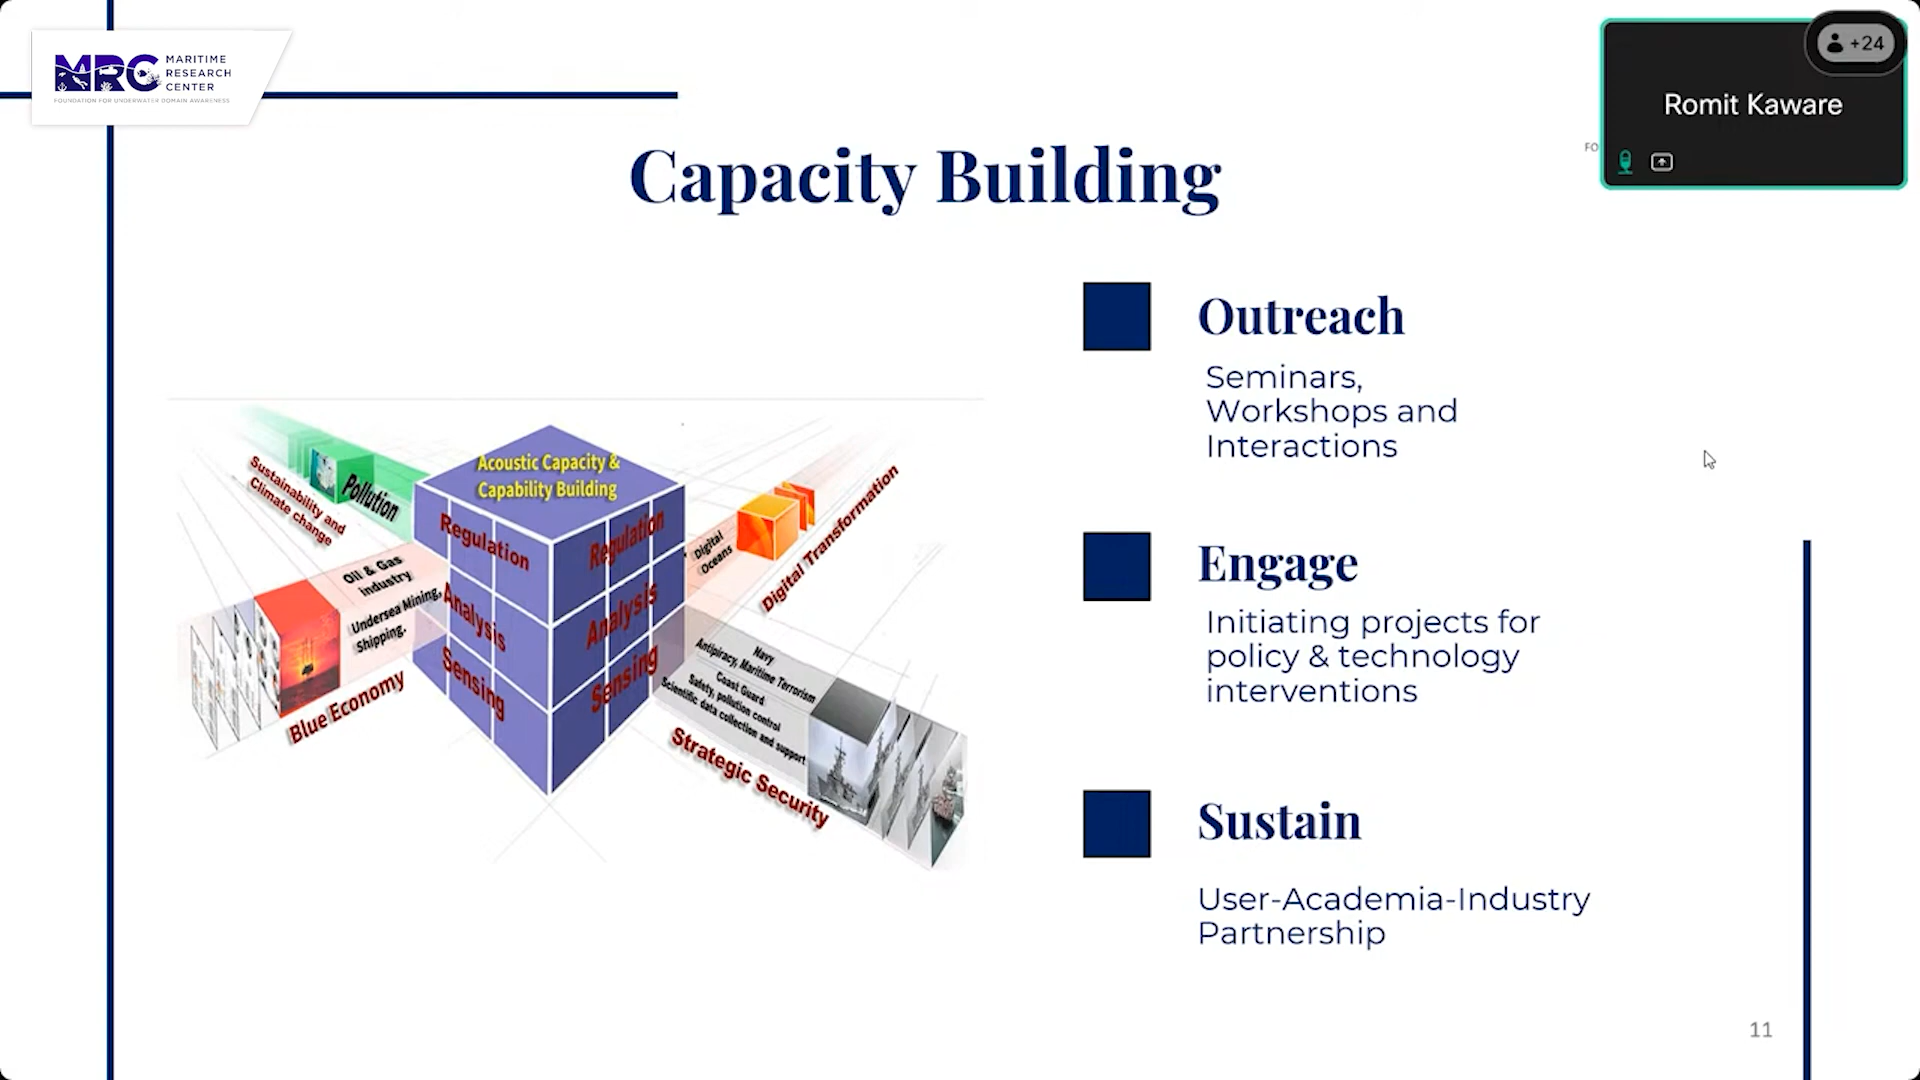 MRC MARITIME
RESEARCH
CENTER
FOUNDATION FOR UNDERWATER DOMAIN AWARENESS
+24
Romit Kaware
FO
Capacity Building
Outreach
Seminars,
Workshops and
Interactions
Engage
Initiating projects for
policy & technology
interventions
Sustain
User-Academia-Industry
Partnership
Acoustic Capacity &
Capability Building
Regulation
Analysis
Sensing
Regulation
Analysis
Sensing
Pollution
Sustainability and
Climate change
Oil & Gas
industry
Undersea Mining,
Shipping.
Blue Economy
Digital
Oceans
Digital Transformation
Navy
Antipiracy, Maritime Terrorism
Coast Guard
Safety, pollution control
Scientific data collection and support
Strategic Security
11